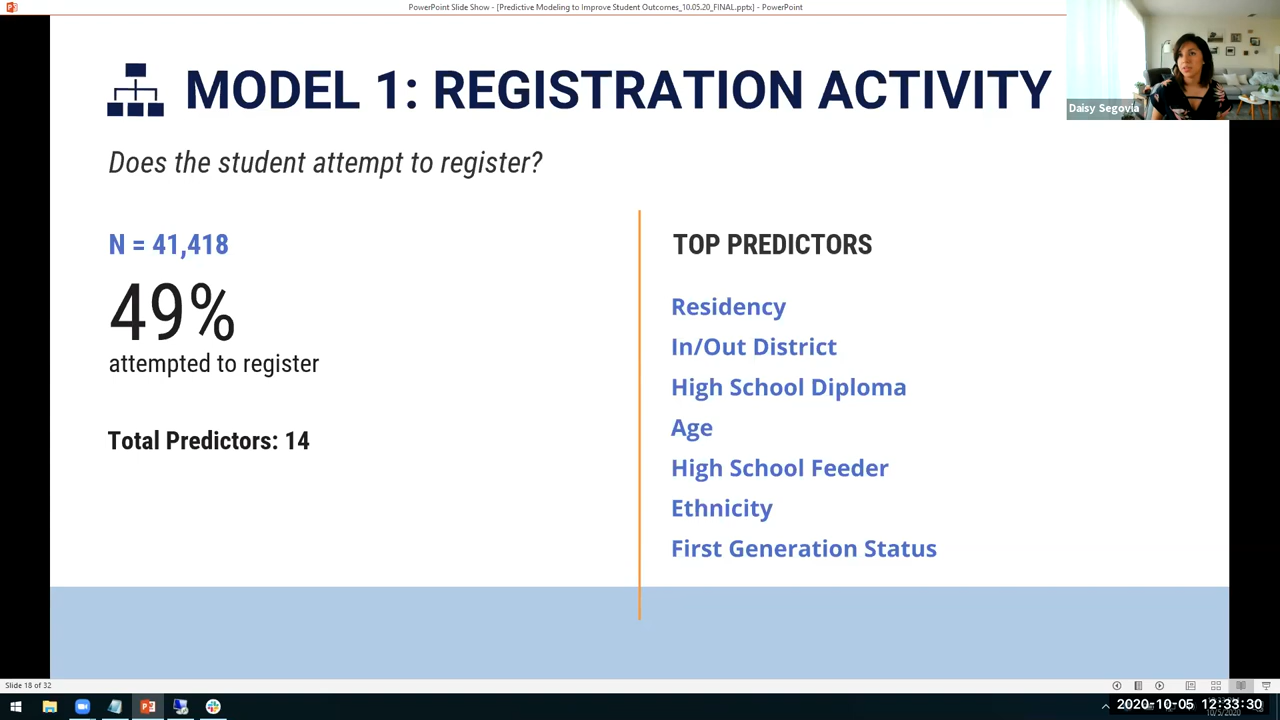 PowerPoint Slide Show - [Predictive Modeling to Improve Student Outcomes_10.05.20_FINAL.pptx] - PowerPoint
MODEL 1: REGISTRATION ACTIVITY
Daisy Segovia
Does the student attempt to register?
N = 41,418
49%
attempted to register
Total Predictors: 14
TOP PREDICTORS
Residency
In/Out District
High School Diploma
Age
High School Feeder
Ethnicity
First Generation Status
Slide 18 of 32
2020-10-05 12:33:30
10/5/2020